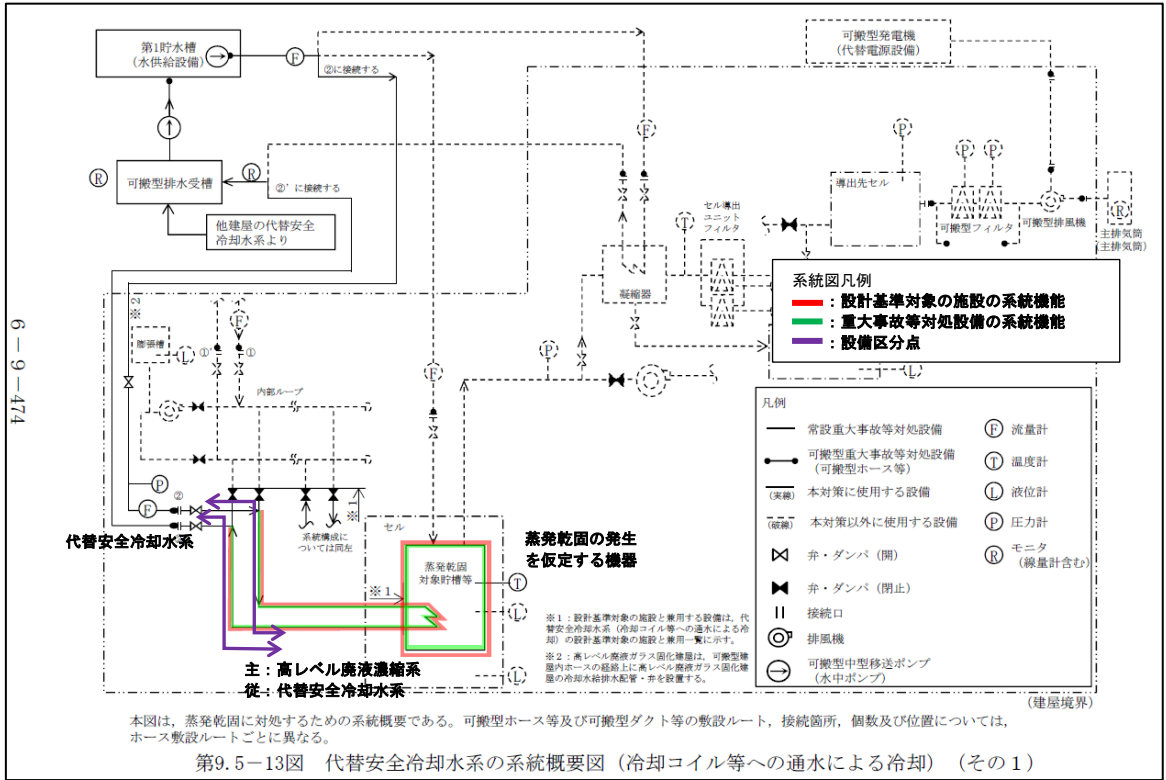 第1貯水槽
(水供給設備)
F
②に接続する
可搬型発電機
(代替電源設備)
F
P
P
P
R
可搬型排水受槽
R
②'に接続する
他建屋の代替安全
冷却水系より
導出先セル
セル導出
ユニット
フィルタ
T
可搬型フィルタ
可搬型排風機
R
主排気筒
(主排気筒)
凝縮器
系統図凡例
:設計基準対象の施設の系統機能
:重大事故等対処設備の系統機能
:設備区分点
L
※2
膨張槽
L
①'
F
①
内部ループ
P
F
凡例
常設重大事故等対処設備
可搬型重大事故等対処設備
(可搬型ホース等)
(実線)
本対策に使用する設備
(破線)
本対策以外に使用する設備
弁・ダンパ(開)
弁・ダンパ(閉止)
接続口
排風機
可搬型中型移送ポンプ
(水中ポンプ)
F 流量計
T 温度計
L 液位計
P 圧力計
R モニタ
(線量計含む)
P
F
②
代替安全冷却水系
系統構成に
ついては同左
※1
セル
蒸発乾固
対象貯槽等
※1
蒸発乾固の発生
を仮定する機器
T
L
L
主:高レベル廃液濃縮系
従:代替安全冷却水系
※1:設計基準対象の施設と兼用する設備は,代
替安全冷却水系(冷却コイル等への通水による冷
却)の設計基準対象の施設と兼用一覧に示す。
※2:高レベル廃液ガラス固化建屋は,可搬型建
屋内ホースの経路上に高レベル廃液ガラス固化建
屋の冷却水給排水配管・弁を設置する。
(建屋境界)
本図は,蒸発乾固に対処するための系統概要である。可搬型ホース等及び可搬型ダクト等の敷設ルート,接続箇所,個数及び位置については,
ホース敷設ルートごとに異なる。
第9.5-13図 代替安全冷却水系の系統概要図(冷却コイル等への通水による冷却)(その1)
6-9-474